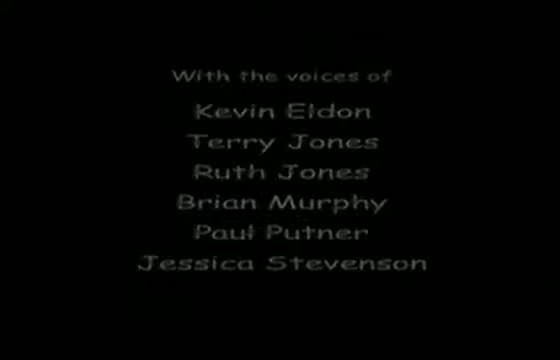 With the voices of
Kevin Eldon
Terry Jones
Ruth Jones
Brian Murphy
Paul Putner
Jessica Stevenson